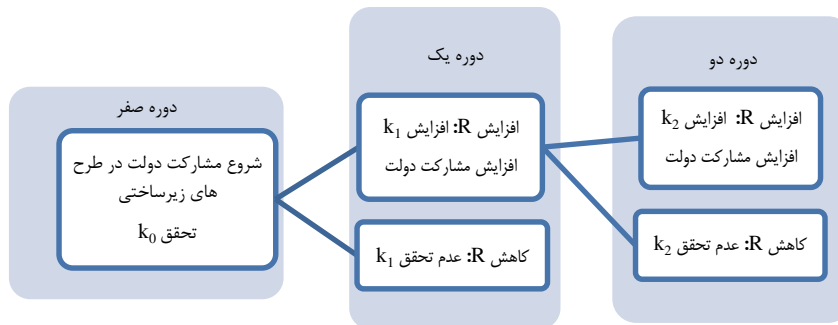 دوره صفر
شروع مشارکت دولت در طرح
های زیرساختی
تحقق k₀
دوره یک
افزایش R: افزایش k₁
افزایش مشارکت دولت
کاهش R: عدم تحقق k₁
دوره دو
افزایش R: افزایش k₂
افزایش مشارکت دولت
کاهش R: عدم تحقق k₂